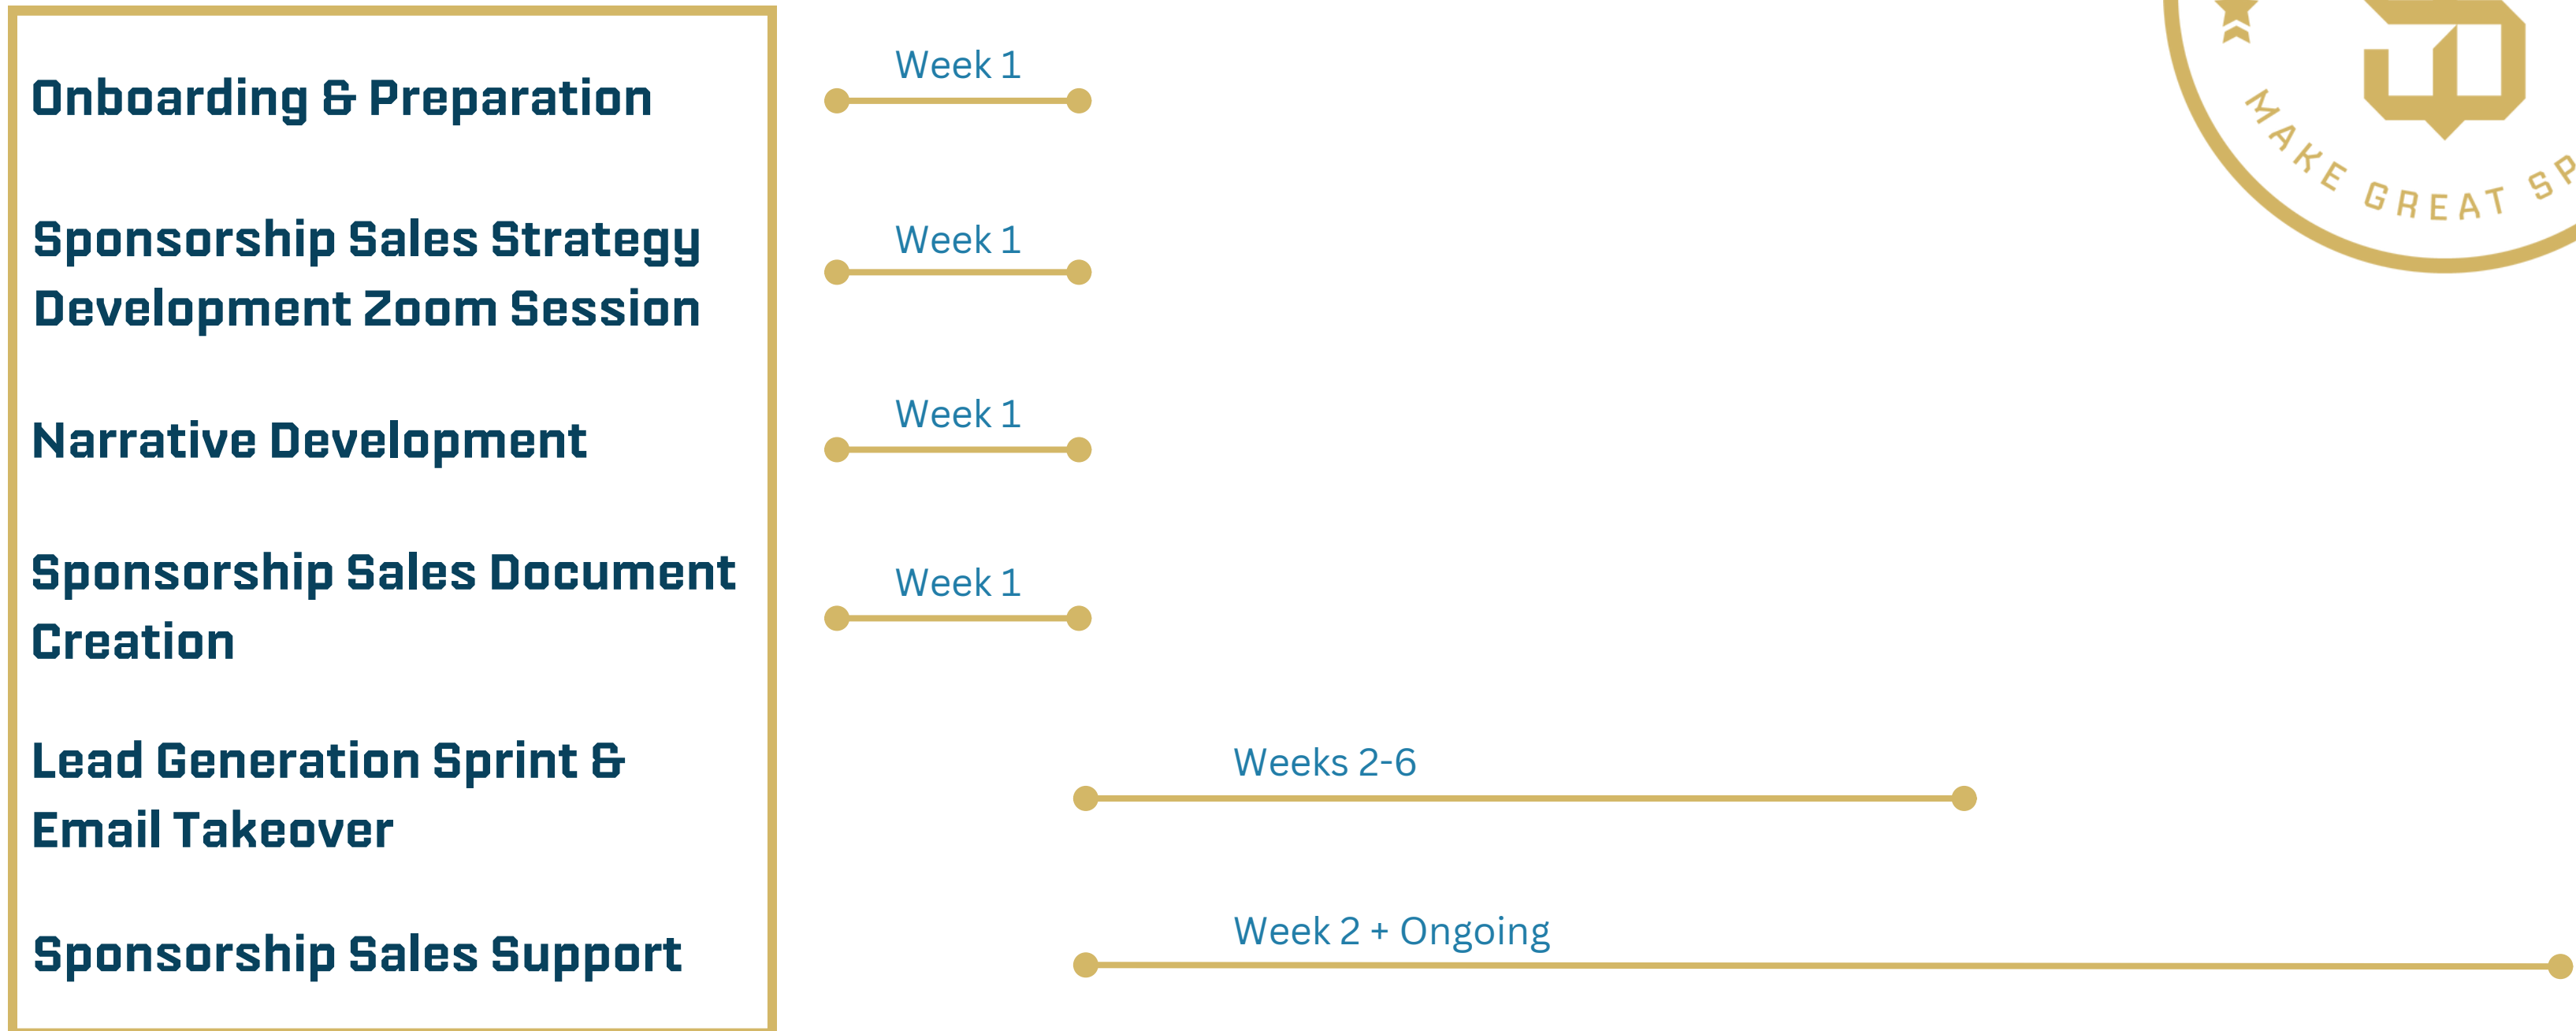 Onboarding & Preparation
Week 1
Sponsorship Sales Strategy
Development Zoom Session
Week 1
Narrative Development
Week 1
Sponsorship Sales Document
Creation
Week 1
Lead Generation Sprint &
Email Takeover
Weeks 2-6
Sponsorship Sales Support
Week 2 + Ongoing
MAKE GREAT SP